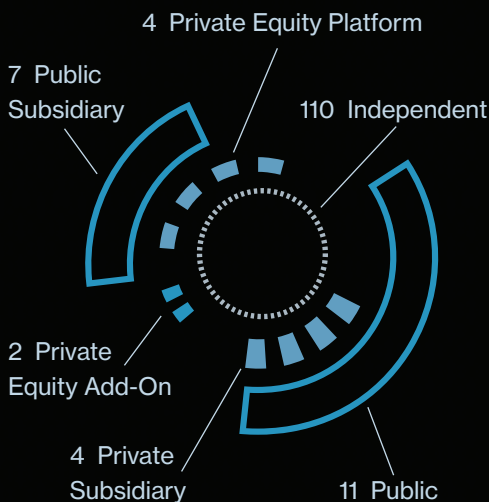 4 Private Equity Platform
7 Public
Subsidiary
110 Independent
2 Private
Equity Add-On
4 Private
Subsidiary
11 Public